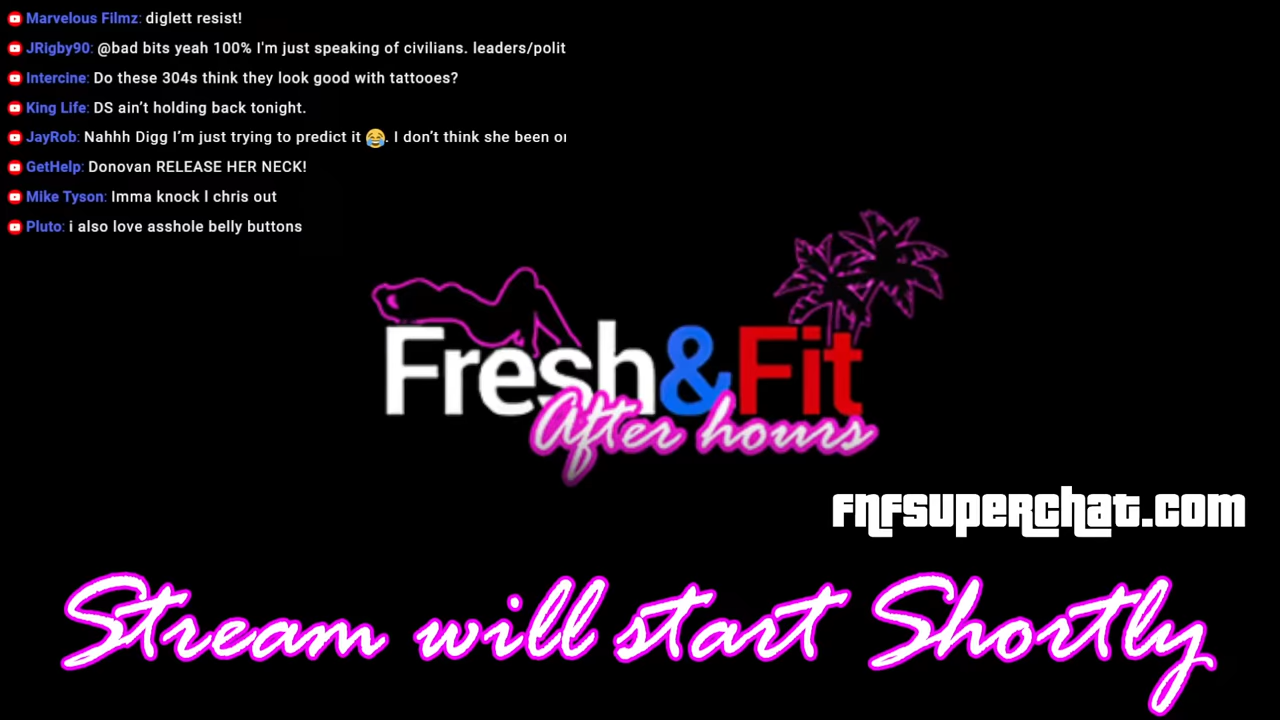 Marvelous Filmz: diglett resist!
JRigby90: @bad bits yeah 100% I'm just speaking of civilians. leaders/polit
Intercine: Do these 304s think they look good with tattooes?
King Life: DS ain't holding back tonight.
JayRob: Nahhh Digg I'm just trying to predict it 😂. I don't think she been or
GetHelp: Donovan RELEASE HER NECK!
Mike Tyson: Imma knock l chris out
Pluto: i also love asshole belly buttons
Fresh&Fit
After hours
fnfsuperchat.com
Stream will start Shortly